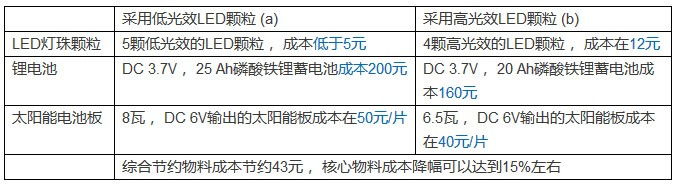 采用低光效LED颗粒 (a) 采用高光效LED颗粒 (b)
LED灯珠颗粒 5颗低光效的LED颗粒，成本低于5元 4颗高光效的LED颗粒，成本在12元
锂电池 DC 3.7V，25 Ah磷酸铁锂蓄电池成本200元 DC 3.7V，20 Ah磷酸铁锂蓄电池成
本160元
太阳能电池板 8瓦，DC 6V输出的太阳能板成本在50元/片 6.5瓦，DC 6V输出的太阳能板成本
在40元/片
综合节约物料成本节约43元，核心物料成本降幅可以达到15%左右